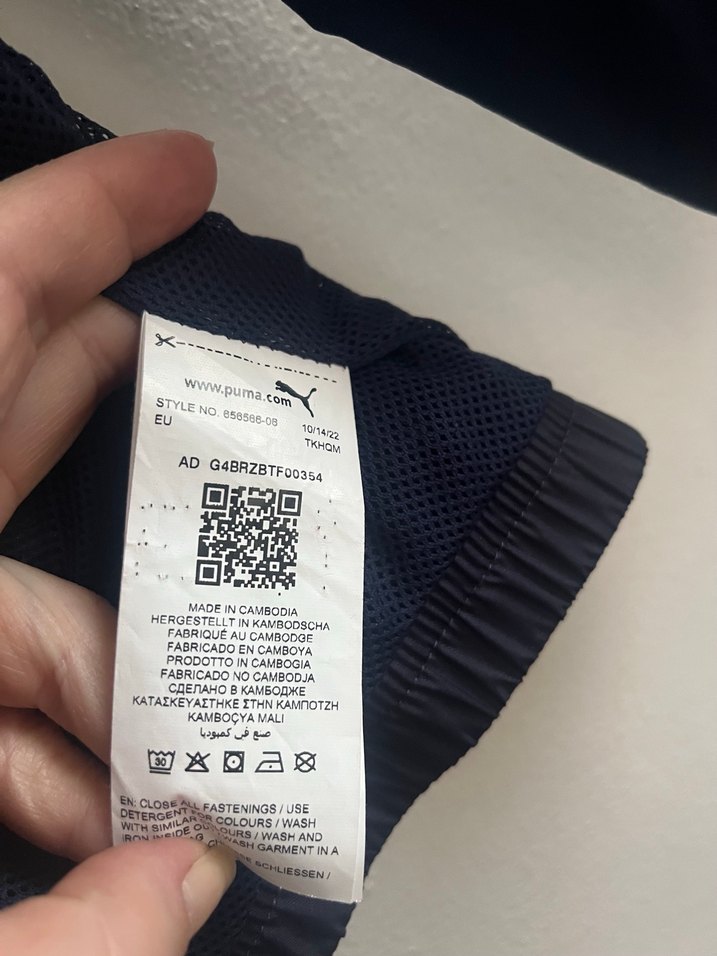 www.puma.com
STYLE NO. 656566-06
10/14/22
EU
TKHQM
AD G4BRZBTF00354
MADE IN CAMBODIA
HERGESTELLT IN KAMBODSCHA
FABRIQUÉ AU CAMBODGE
FABRICADO EN CAMBOYA
PRODOTTO IN CAMBOGIA
FABRICADO NO CAMBODJA
СДЕЛАНО В КАМБОДЖЕ
ΚΑΤΑΣΚΕΥΑΣΤΗΚΕ ΣΤΗΝ ΚΑΜΠΟΤΖΗ
KAMBOÇYA MALI
صنع في كمبوديا
30
EN: CLOSE ALL FASTENINGS / USE
DETERGENT FOR COLOURS / WASH
WITH SIMILAR COLOURS / WASH AND
IRON INSIDE OUT WASH GARMENT IN A
SCHLIESSEN /